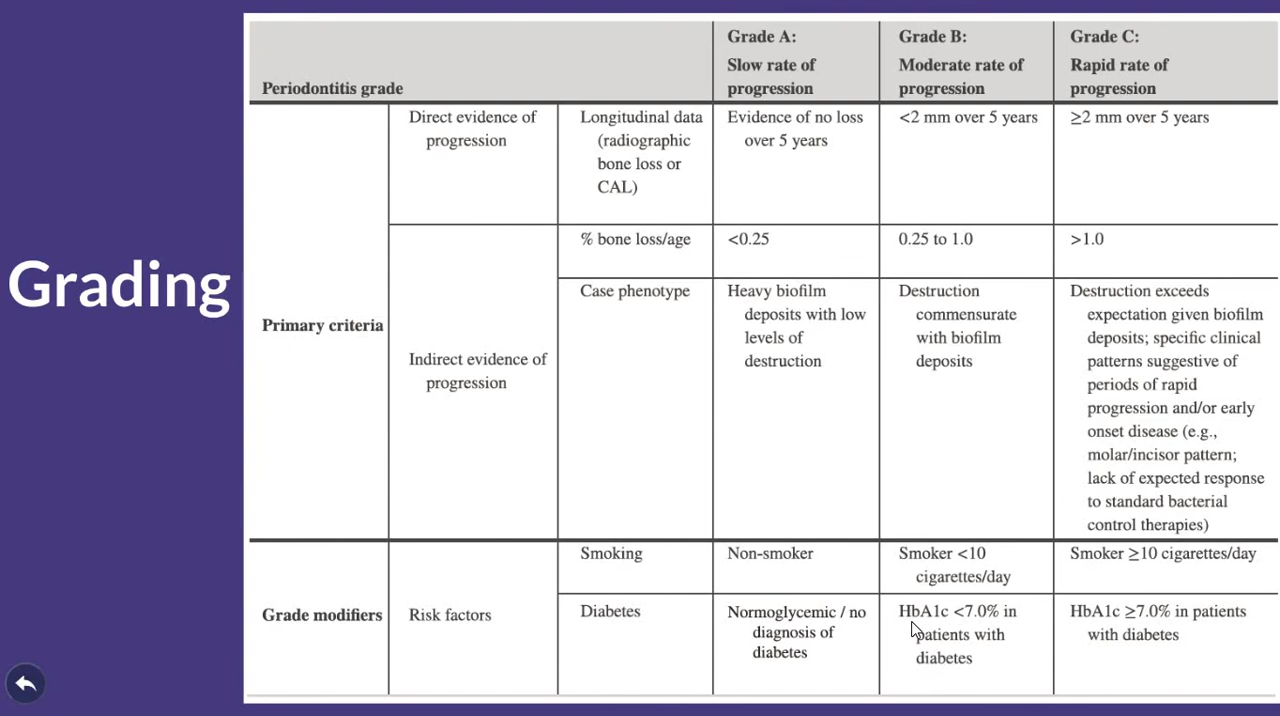 Grading
Periodontitis grade
Grade A:
Slow rate of
progression
Grade B:
Moderate rate of
progression
Grade C:
Rapid rate of
progression
Primary criteria
Direct evidence of
progression
Longitudinal data
(radiographic
bone loss or
CAL)
Evidence of no loss
over 5 years
<2 mm over 5 years
≥2 mm over 5 years
Indirect evidence of
progression
% bone loss/age
<0.25
0.25 to 1.0
>1.0
Case phenotype
Heavy biofilm
deposits with low
levels of
destruction
Destruction
commensurate
with biofilm
deposits
Destruction exceeds
expectation given biofilm
deposits; specific clinical
patterns suggestive of
periods of rapid
progression and/or early
onset disease (e.g.,
molar/incisor pattern;
lack of expected response
to standard bacterial
control therapies)
Grade modifiers
Risk factors
Smoking
Non-smoker
Smoker <10
cigarettes/day
Smoker ≥10 cigarettes/day
Diabetes
Normoglycemic / no
diagnosis of
diabetes
HbA1c <7.0% in
patients with
diabetes
HbA1c ≥7.0% in patients
with diabetes